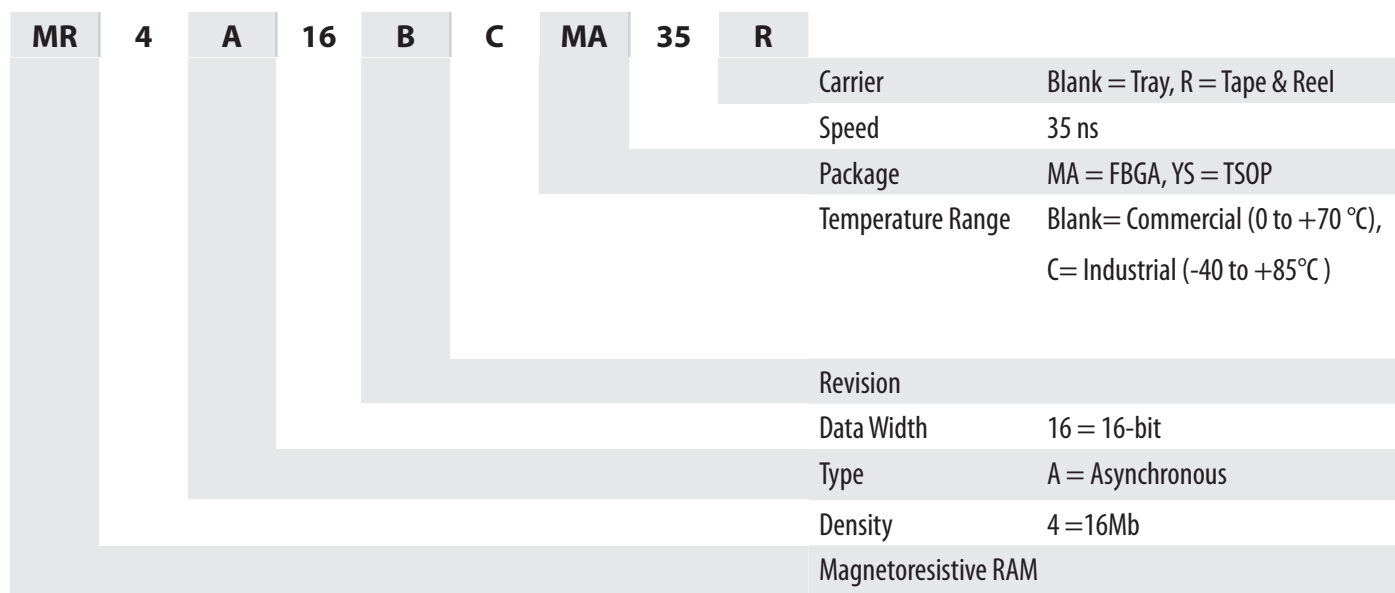 MR 4 A 16 B C MA 35 R
Carrier Blank = Tray, R = Tape & Reel
Speed 35 ns
Package MA = FBGA, YS = TSOP
Temperature Range Blank= Commercial (0 to +70 °C),
C= Industrial (-40 to +85°C )
Revision
Data Width 16 = 16-bit
Type A = Asynchronous
Density 4 =16Mb
Magnetoresistive RAM